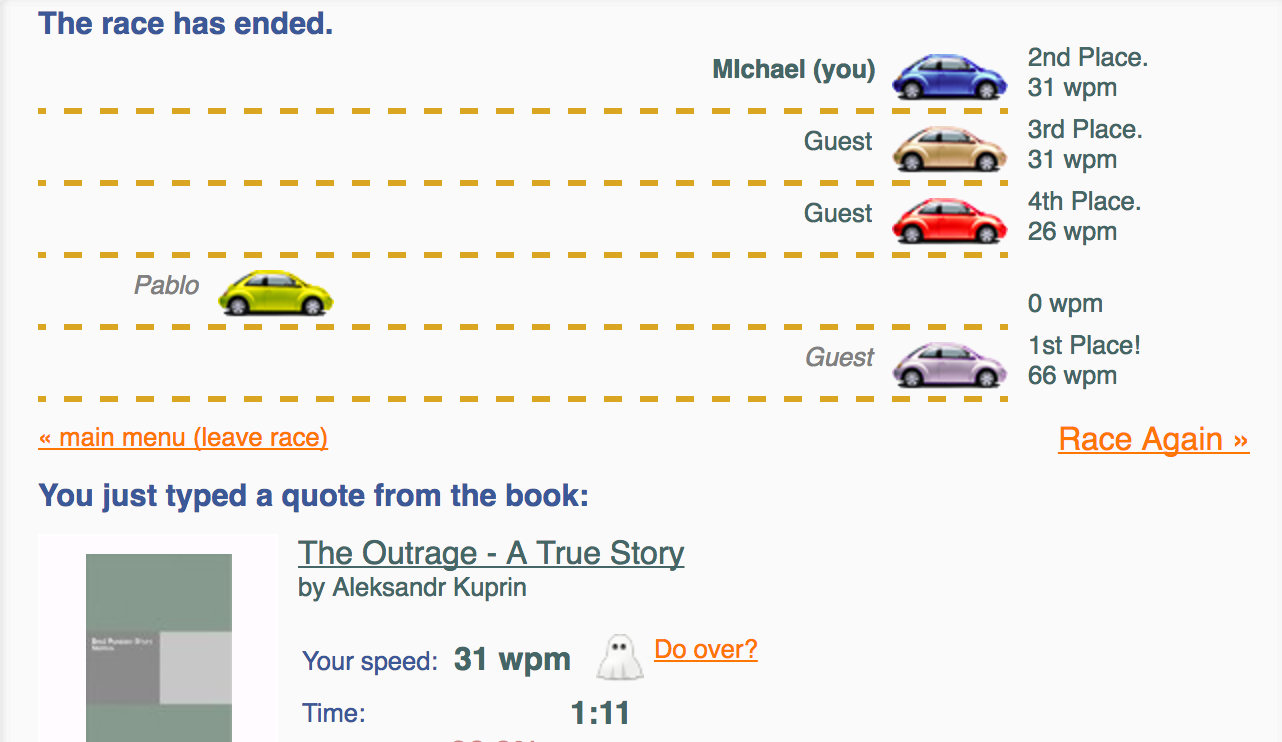 The race has ended.
MIchael (you)
2nd Place.
31 wpm
Guest
3rd Place.
31 wpm
Guest
4th Place.
26 wpm
Pablo
0 wpm
Guest
1st Place!
66 wpm
« main menu (leave race)
Race Again »
You just typed a quote from the book:
The Outrage - A True Story
by Aleksandr Kuprin
Your speed: 31 wpm
Do over?
Time: 1:11